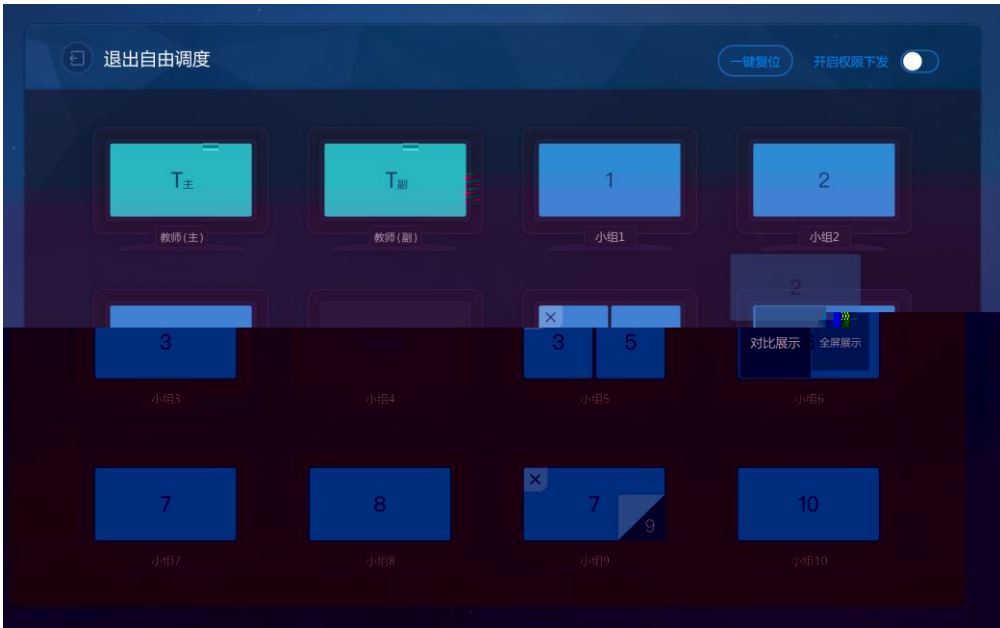 退出自由调度
一键复位 开启权限下发
T主 T副 1 2
教师(主) 教师(副) 小组1 小组2
2
3 3 5
对比展示 全屏展示
小组3 小组4 小组5 小组6
7 8 7 9 10
小组7 小组8 小组9 小组10